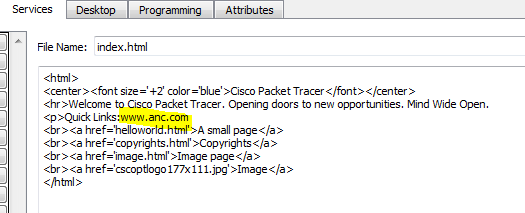 Services Desktop Programming Attributes
File Name: index.html
<html>
<center><font size='+2' color='blue'>Cisco Packet Tracer</font></center>
<hr>Welcome to Cisco Packet Tracer. Opening doors to new opportunities. Mind Wide Open.
<p>Quick Links:www.anc.com
<br><a href='helloworld.html'>A small page</a>
<br><a href='copyrights.html'>Copyrights</a>
<br><a href='image.html'>Image page</a>
<br><a href='cscoptlogo177x111.jpg'>Image</a>
</html>